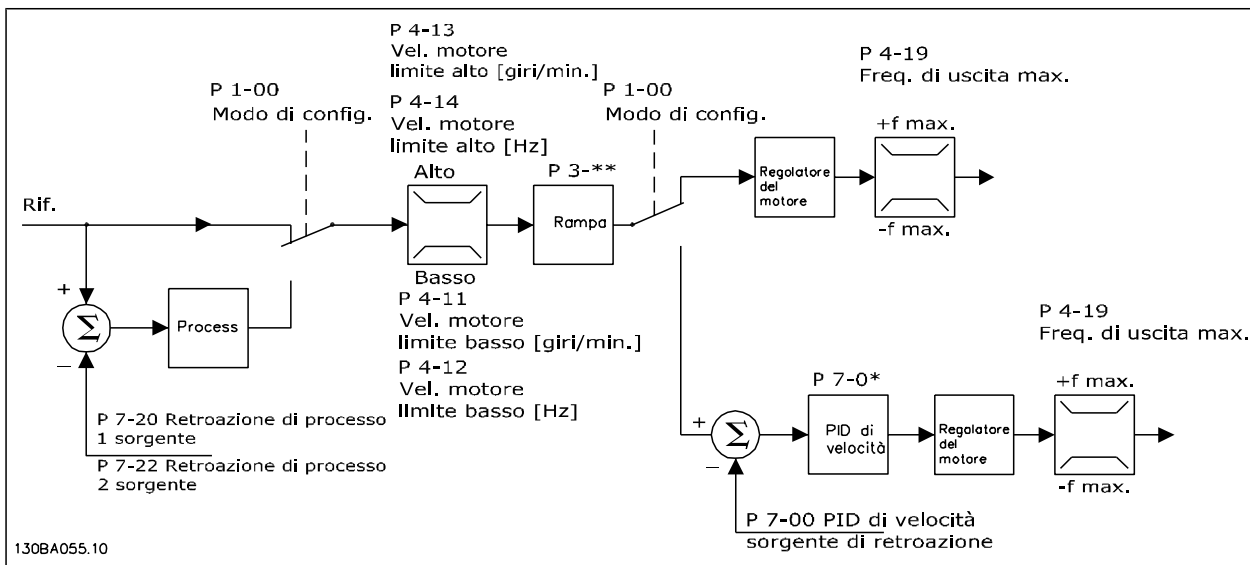 P 4-13
Vel. motore
limite alto [giri/min.]
P 4-19
Freq. di uscita max.
P 1-00
Modo di config.
P 4-14
Vel. motore
limite alto [Hz]
P 1-00
Modo di config.
+f max.
-f max.
Alto
Basso
P 3-**
Rampa
Regolatore
del
motore
Rif.
+
Σ
−
Process
P 4-11
Vel. motore
limite basso [giri/min.]
P 4-12
Vel. motore
limite basso [Hz]
P 7-20 Retroazione di processo
1 sorgente
P 7-22 Retroazione di processo
2 sorgente
P 4-19
Freq. di uscita max.
P 7-0*
+f max.
-f max.
+
Σ
−
PID di
velocità
Regolatore
del
motore
P 7-00 PID di velocità
sorgente di retroazione
130BA055.10